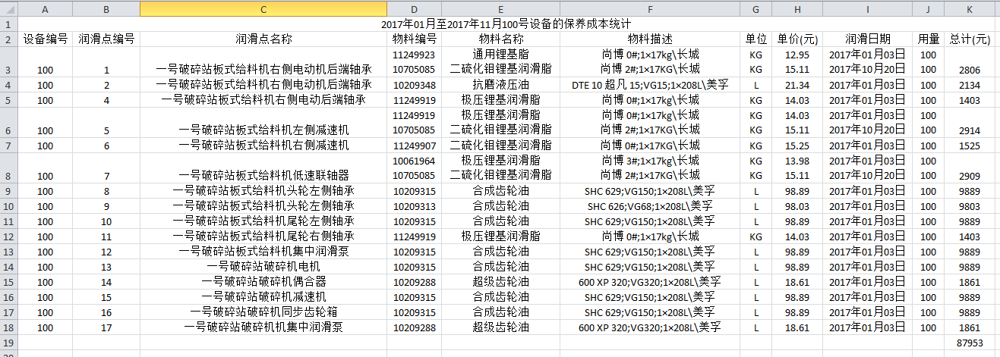 A B C D E F G H I J K
1 2017年01月至2017年11月100号设备的保养成本统计
2 设备编号 润滑点编号 润滑点名称 物料编号 物料名称 物料描述 单位 单价(元) 润滑日期 用量 总计(元)
11249923 通用锂基脂 尚博 0#;1×17kg\长城 KG 12.95 2017年01月03日 100
3 100 1 一号破碎站板式给料机右侧电动机后端轴承 10705085 二硫化钼锂基润滑脂 尚博 2#;1×17KG\长城 KG 15.11 2017年10月20日 100 2806
4 100 2 一号破碎站板式给料机右侧电动机后端轴承 10209348 抗磨液压油 DTE 10 超凡 15;VG15;1×208L\美孚 L 21.34 2017年01月03日 100 2134
5 100 4 一号破碎站板式给料机右侧电动后端轴承 11249919 极压锂基润滑脂 尚博 0#;1×17kg\长城 KG 14.03 2017年01月03日 100 1403
11249919 极压锂基润滑脂 尚博 0#;1×17kg\长城 KG 14.03 2017年01月03日 100
6 100 5 一号破碎站板式给料机左侧减速机 10705085 二硫化钼锂基润滑脂 尚博 2#;1×17KG\长城 KG 15.11 2017年10月20日 100 2914
7 100 6 一号破碎站板式给料机右侧减速机 11249907 二硫化钼锂基润滑脂 尚博 0#;1×17KG\长城 KG 15.25 2017年01月03日 100 1525
10061964 极压锂基润滑脂 尚博 3#;1×17kg\长城 KG 13.98 2017年01月03日 100
8 100 7 一号破碎站板式给料机低速联轴器 10705085 二硫化钼锂基润滑脂 尚博 2#;1×17KG\长城 KG 15.11 2017年10月20日 100 2909
9 100 8 一号破碎站板式给料机头轮左侧轴承 10209315 合成齿轮油 SHC 629;VG150;1×208L\美孚 L 98.89 2017年01月03日 100 9889
10 100 9 一号破碎站板式给料机头轮左侧轴承 10209313 合成齿轮油 SHC 626;VG68;1×208L\美孚 L 98.03 2017年01月03日 100 9803
11 100 10 一号破碎站板式给料机尾轮左侧轴承 10209315 合成齿轮油 SHC 629;VG150;1×208L\美孚 L 98.89 2017年01月03日 100 9889
12 100 11 一号破碎站板式给料机尾轮右侧轴承 11249919 极压锂基润滑脂 尚博 0#;1×17kg\长城 KG 14.03 2017年01月03日 100 1403
13 100 12 一号破碎站板式给料机集中润滑泵 10209315 合成齿轮油 SHC 629;VG150;1×208L\美孚 L 98.89 2017年01月03日 100 9889
14 100 13 一号破碎站破碎机电机 10209315 合成齿轮油 SHC 629;VG150;1×208L\美孚 L 98.89 2017年01月03日 100 9889
15 100 14 一号破碎站破碎机偶合器 10209288 超级齿轮油 600 XP 320;VG320;1×208L\美孚 L 18.61 2017年01月03日 100 1861
16 100 15 一号破碎站破碎机减速机 10209315 合成齿轮油 SHC 629;VG150;1×208L\美孚 L 98.89 2017年01月03日 100 9889
17 100 16 一号破碎站破碎机同步齿轮箱 10209315 合成齿轮油 SHC 629;VG150;1×208L\美孚 L 98.89 2017年01月03日 100 9889
18 100 17 一号破碎站破碎机机集中润滑泵 10209288 超级齿轮油 600 XP 320;VG320;1×208L\美孚 L 18.61 2017年01月03日 100 1861
19 87953